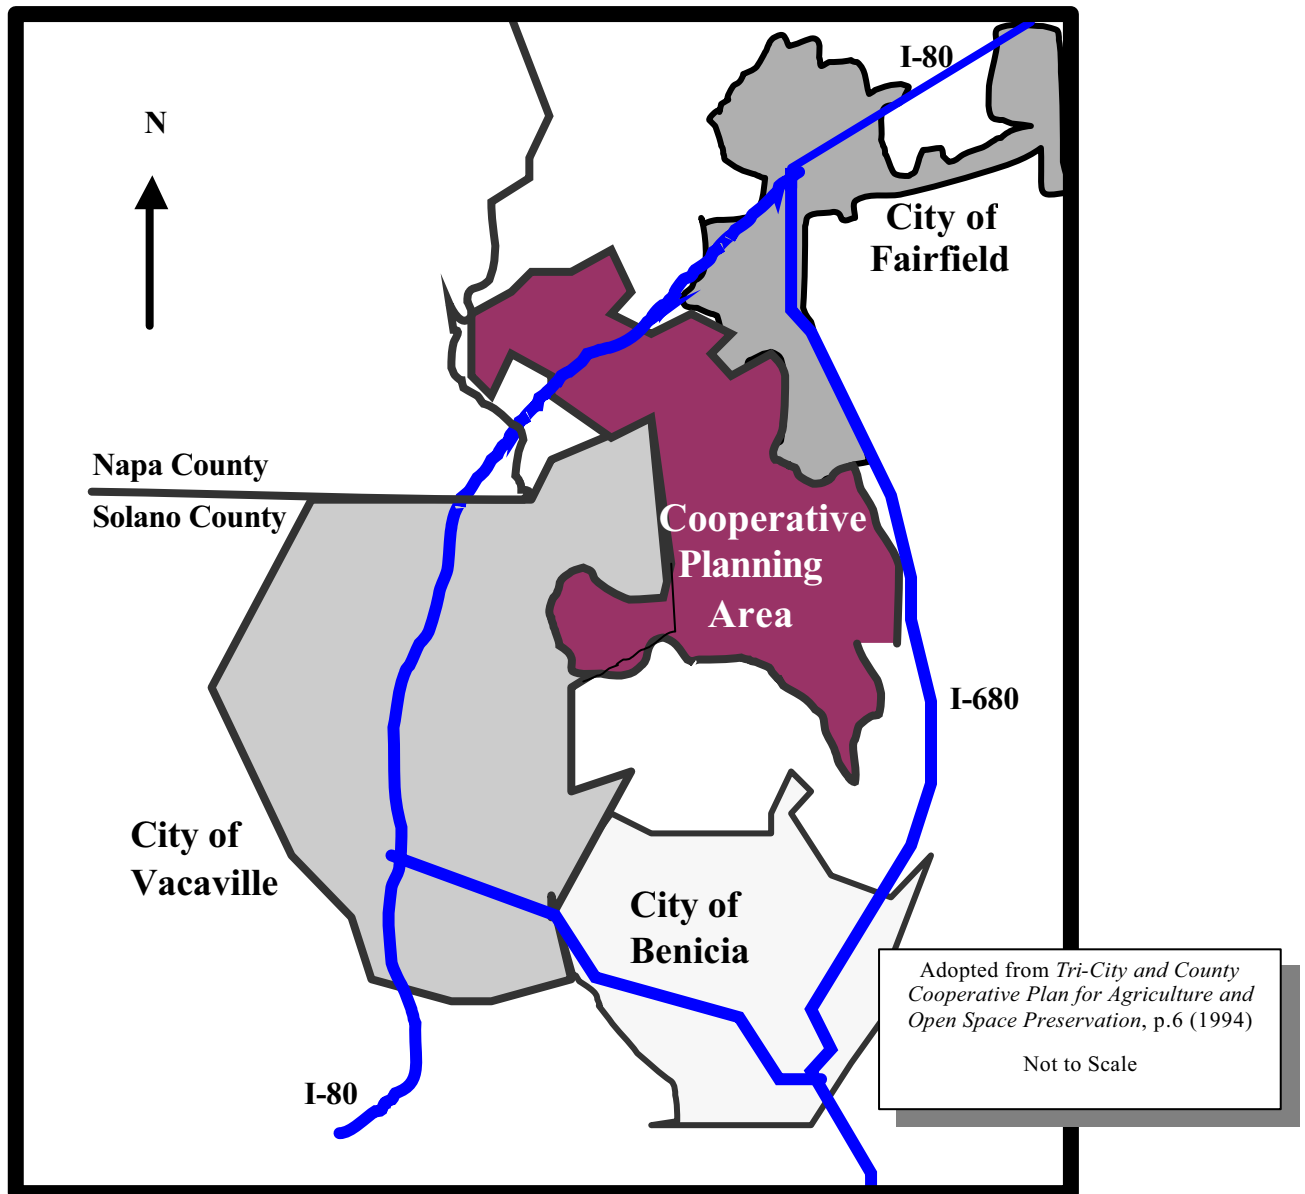 I-80
N
City of
Fairfield
Napa County
Solano County
Cooperative
Planning
Area
I-680
City of
Vacaville
City of
Benicia
Adopted from Tri-City and County
Cooperative Plan for Agriculture and
Open Space Preservation, p.6 (1994)
Not to Scale
I-80